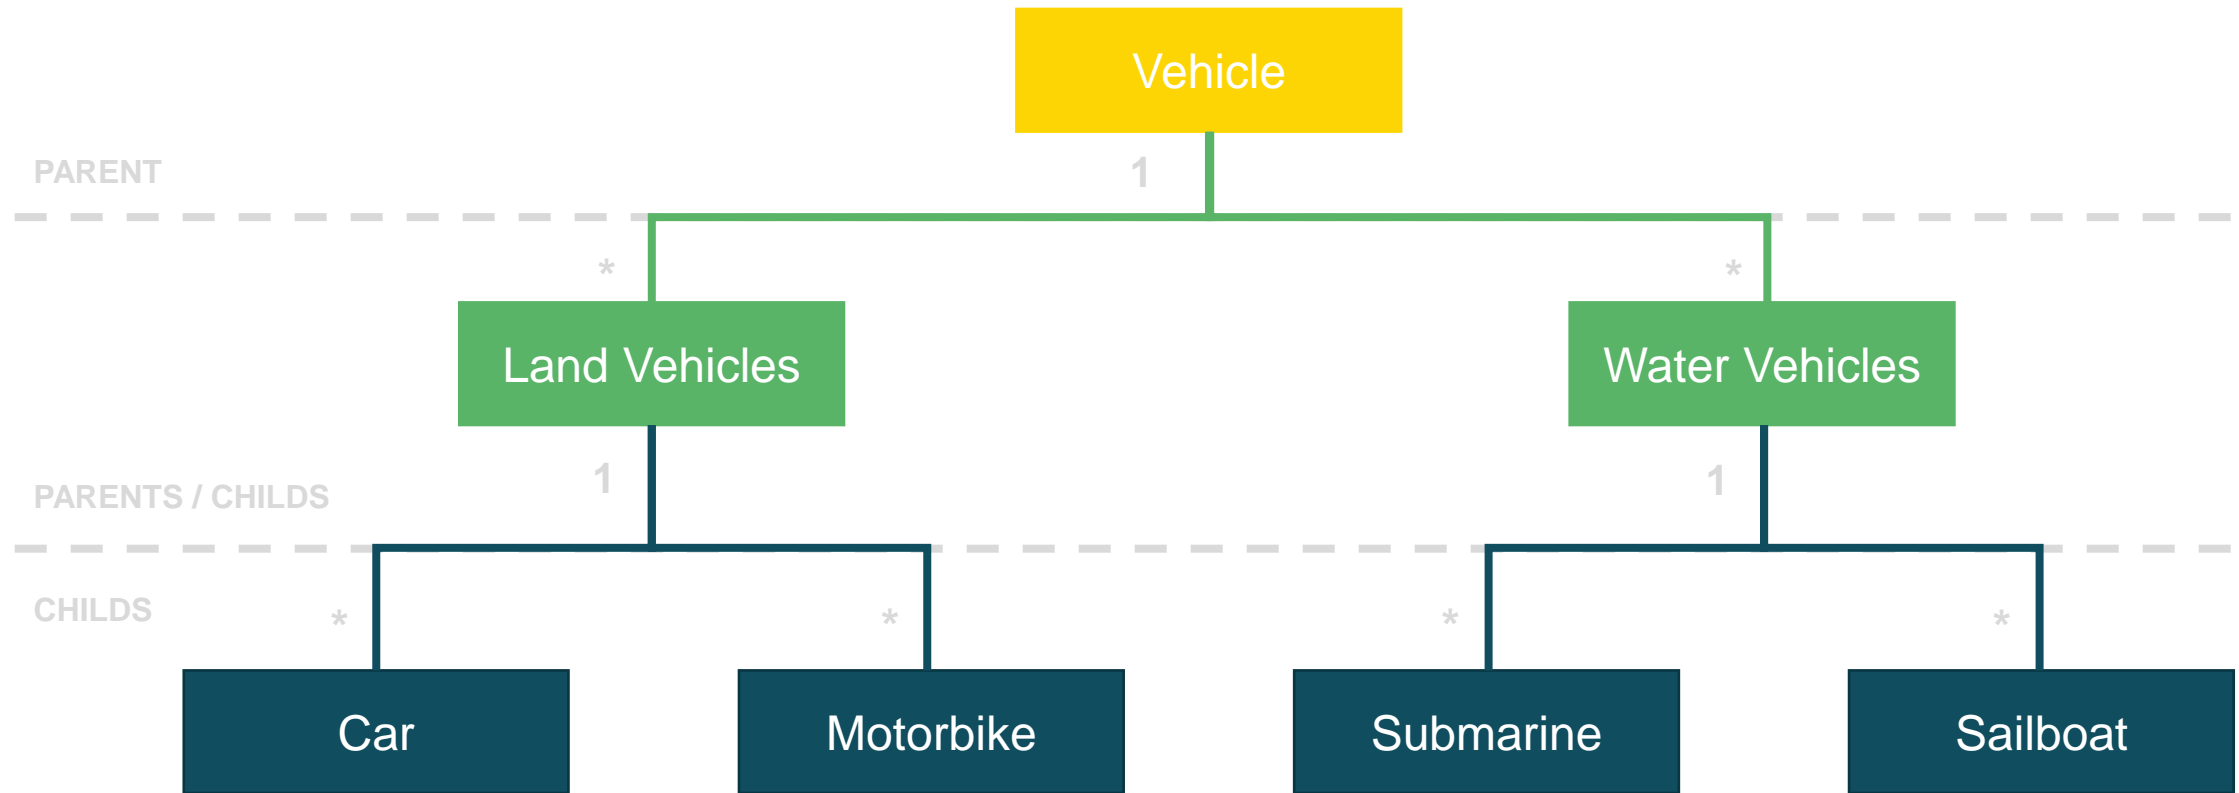 Vehicle
PARENT
1
*
*
Land Vehicles
Water Vehicles
1
1
PARENTS / CHILDS
CHILDS
*
*
*
*
Car
Motorbike
Submarine
Sailboat